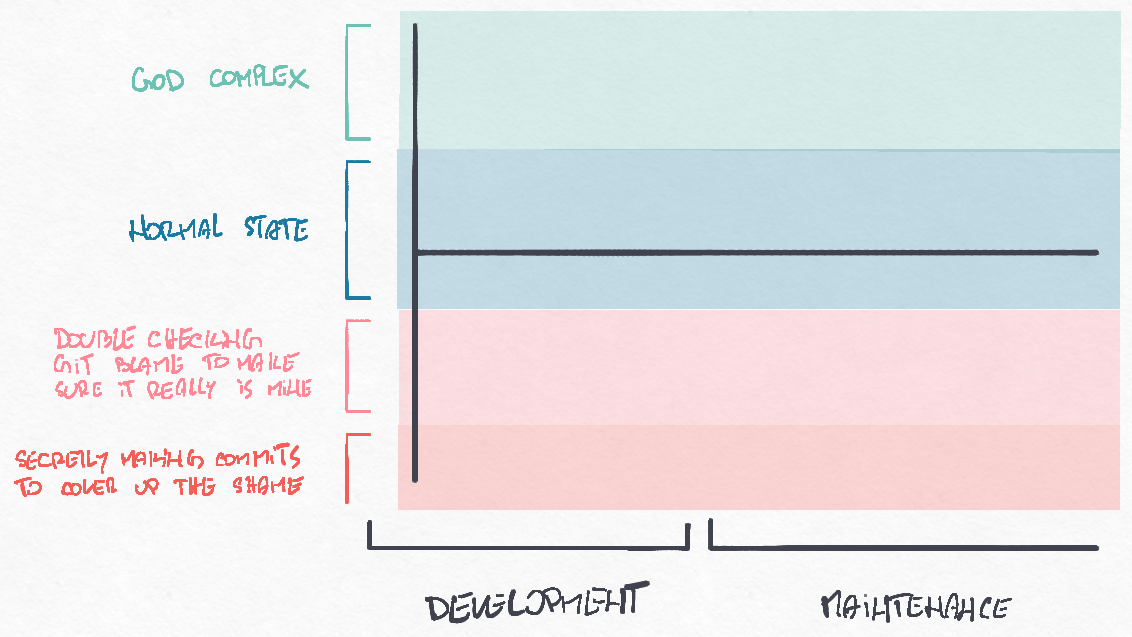 GOD COMPLEX
NORMAL STATE
DOUBLE CHECKING
GIT BLAME TO MAKE
SURE IT REALLY IS MINE
SECRETLY MAKING COMMITS
TO COVER UP THE SHAME
DEVELOPMENT
MAINTENANCE